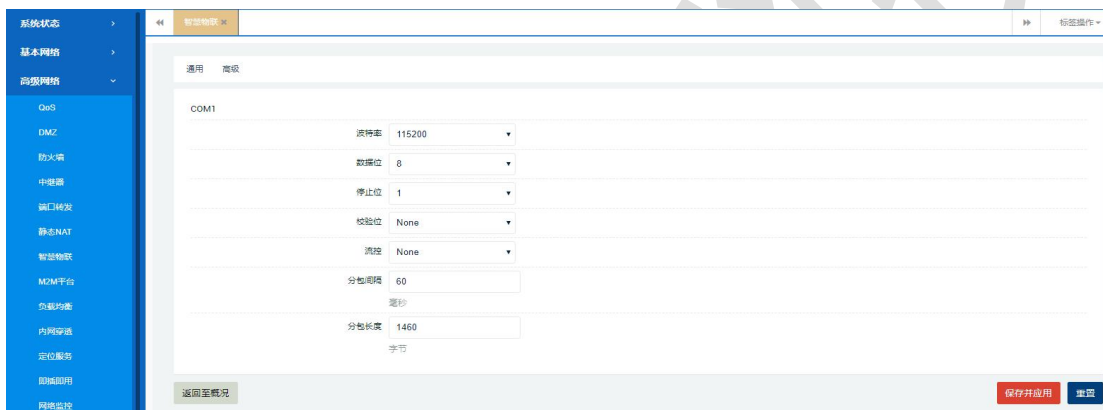 系统状态
智慧物联
标签操作
基本网络
高级网络
通用 高级
QoS
COM1
DMZ
波特率 115200
防火墙
数据位 8
中继器
停止位 1
端口转发
校验位 None
静态NAT
流控 None
智慧物联
M2M平台
分包间隔 60
毫秒
负载均衡
内网穿透
分包长度 1460
字节
定位服务
即插即用
返回至概况
保存并应用 重置
网络监控